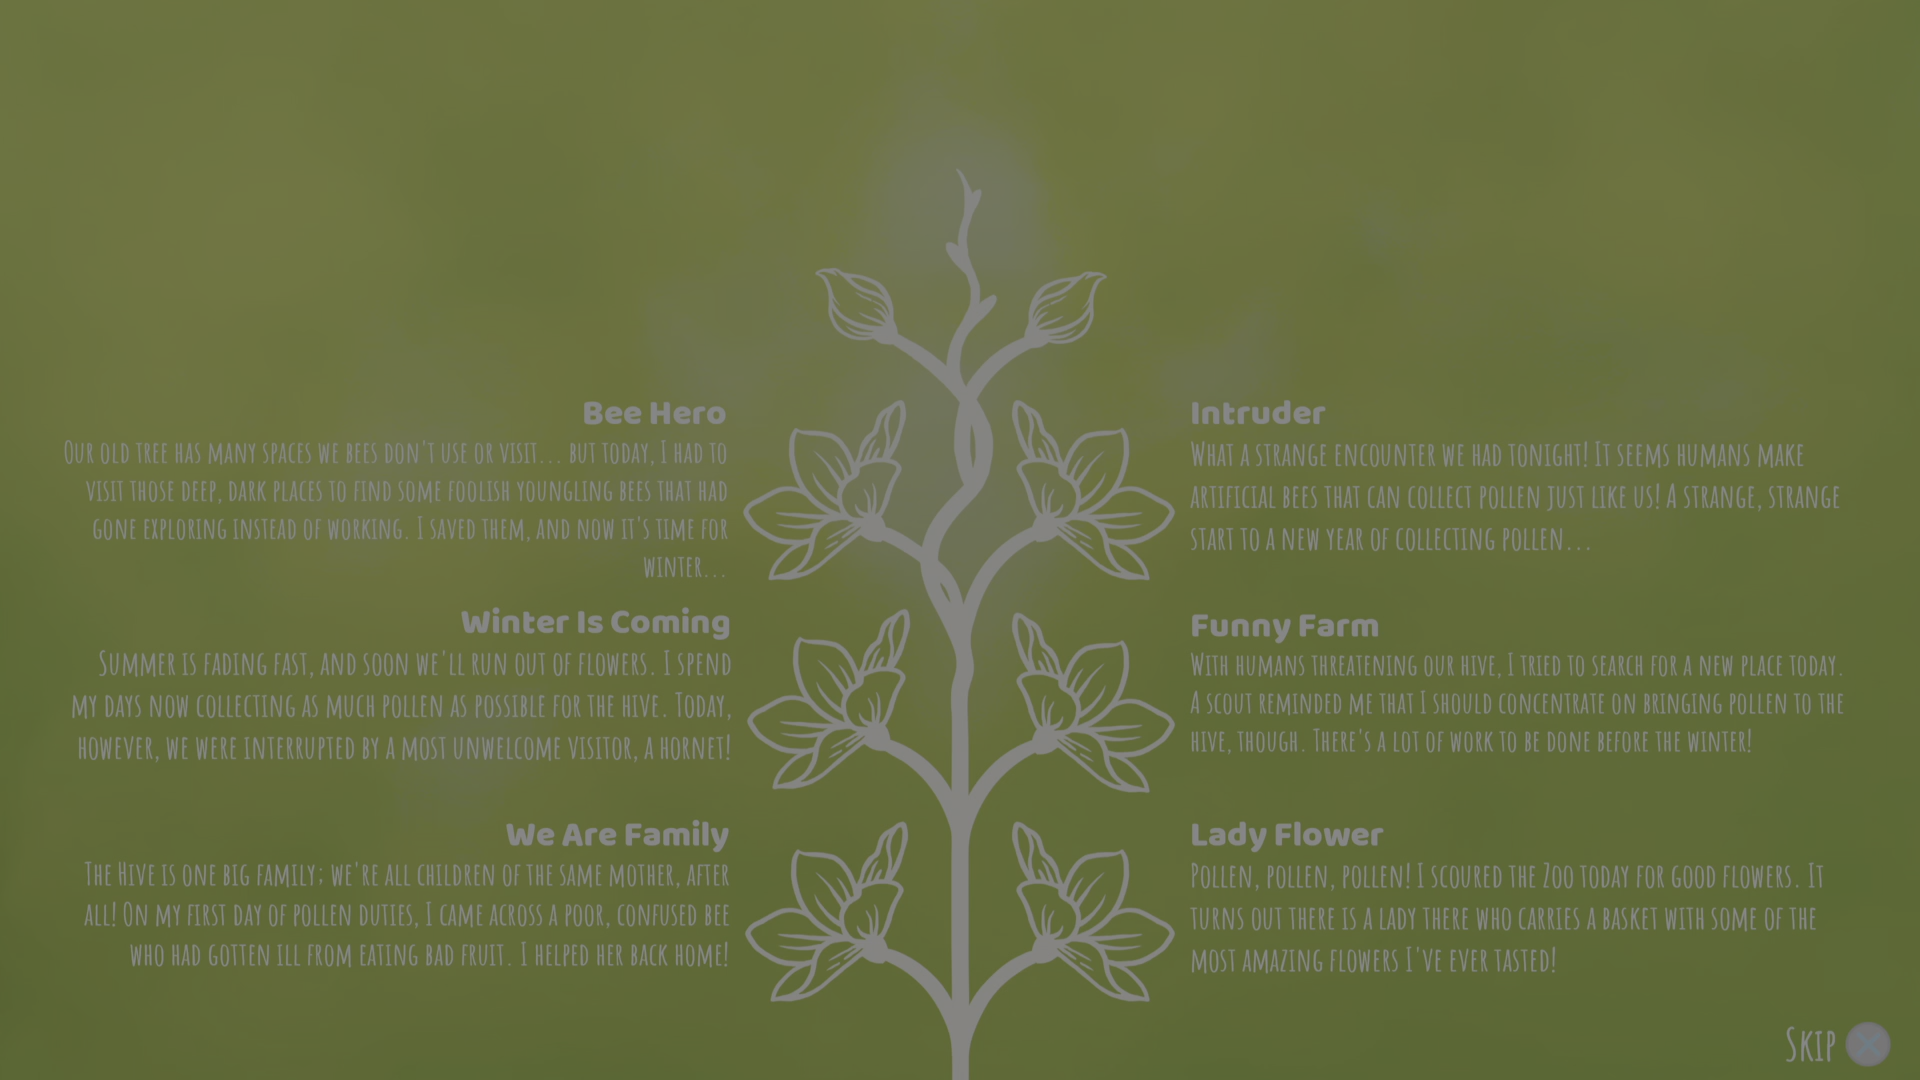 Bee Hero
Our old tree has many spaces we bees don't use or visit... but today, I had to
visit those deep, dark places to find some foolish youngling bees that had
gone exploring instead of working. I saved them, and now it's time for
winter...
Winter Is Coming
Summer is fading fast, and soon we'll run out of flowers. I spend
my days now collecting as much pollen as possible for the hive. Today,
however, we were interrupted by a most unwelcome visitor, a hornet!
We Are Family
The Hive is one big family; we're all children of the same mother, after
all! On my first day of pollen duties, I came across a poor, confused bee
who had gotten ill from eating bad fruit. I helped her back home!
Intruder
What a strange encounter we had tonight! It seems humans make
artificial bees that can collect pollen just like us! A strange, strange
start to a new year of collecting pollen...
Funny Farm
With humans threatening our hive, I tried to search for a new place today.
A scout reminded me that I should concentrate on bringing pollen to the
hive, though. There's a lot of work to be done before the winter!
Lady Flower
Pollen, pollen, pollen! I scoured the Zoo today for good flowers. It
turns out there is a lady there who carries a basket with some of the
most amazing flowers I've ever tasted!
Skip